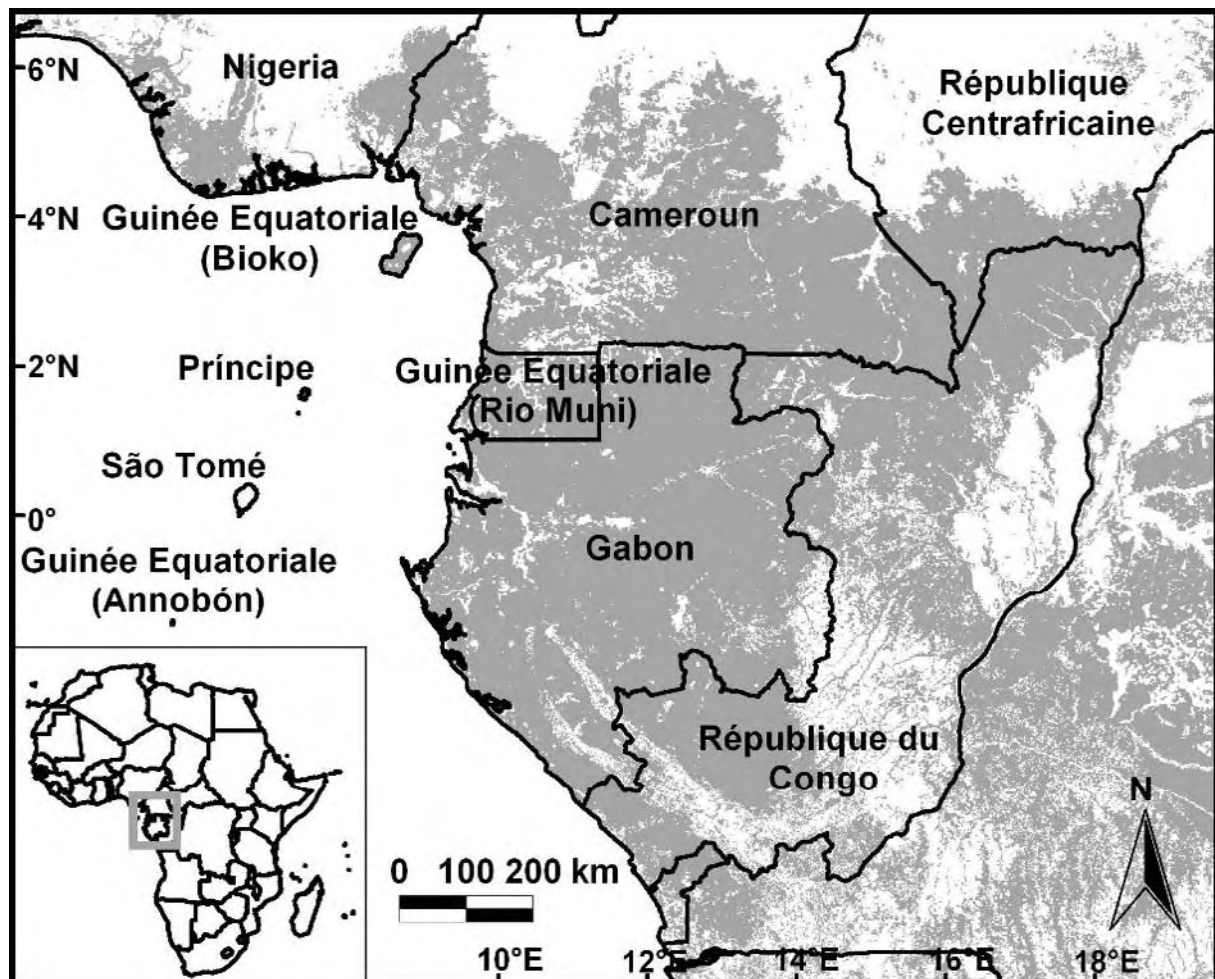 6°N
Nigeria
République
Centrafricaine
4°N
Guinée Equatoriale
(Bioko)
Cameroun
2°N
Príncipe
Guinée Equatoriale
(Rio Muni)
São Tomé
0°
Gabon
Guinée Equatoriale
(Annobón)
République du
Congo
N
0 100 200 km
10°E 12°E 14°E 16°E 18°E